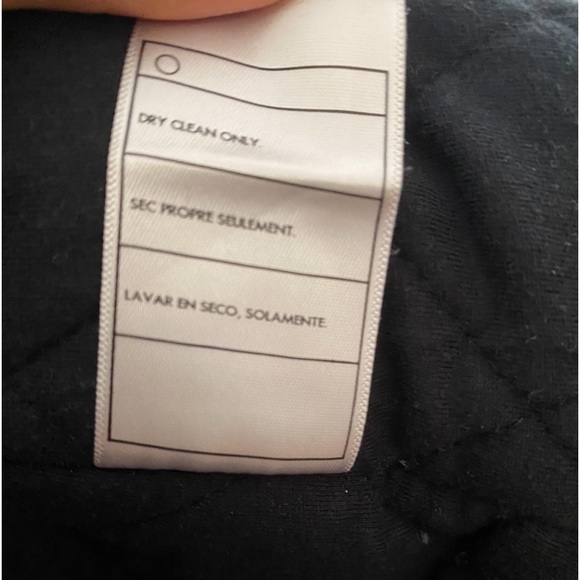 DRY CLEAN ONLY.
SEC PROPRE SEULEMENT.
LAVAR EN SECO, SOLAMENTE.